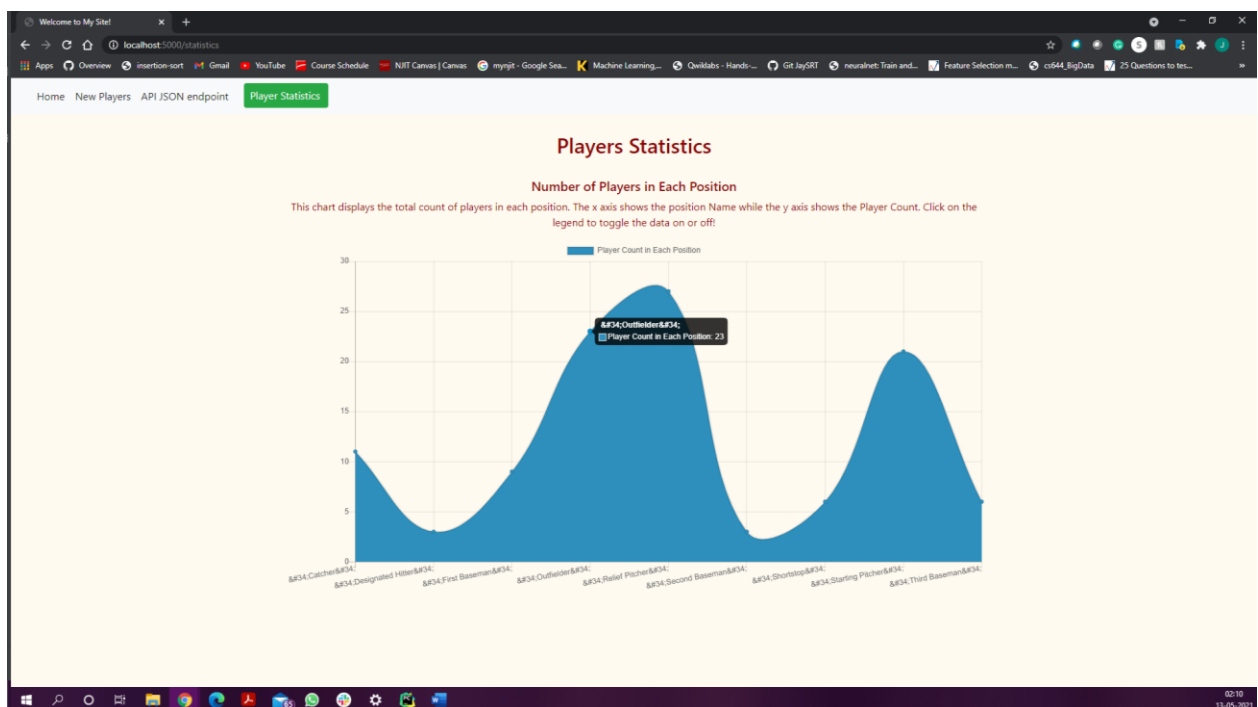 Welcome to My Site!
localhost:5000/statistics
Apps Overview insertion-sort Gmail YouTube Course Schedule NJIT Canvas | Canvas mynjit - Google Sea... Machine Learning,... Qwiklabs - Hands-... Git JaySRT neuralnet: Train and... Feature Selection m... cs644_BigData 25 Questions to tes... »
Home New Players API JSON endpoint Player Statistics
Players Statistics
Number of Players in Each Position
This chart displays the total count of players in each position. The x axis shows the position Name while the y axis shows the Player Count. Click on the
legend to toggle the data on or off!
Player Count in Each Position
30
25
&#34;Outfielder&#34;
Player Count in Each Position: 23
20
15
10
5
0
&#34;Catcher&#34;
&#34;Designated Hitter&#34;
&#34;First Baseman&#34;
&#34;Outfielder&#34;
&#34;Relief Pitcher&#34;
&#34;Second Baseman&#34;
&#34;Shortstop&#34;
&#34;Starting Pitcher&#34;
&#34;Third Baseman&#34;
65
02:10
13-05-2021